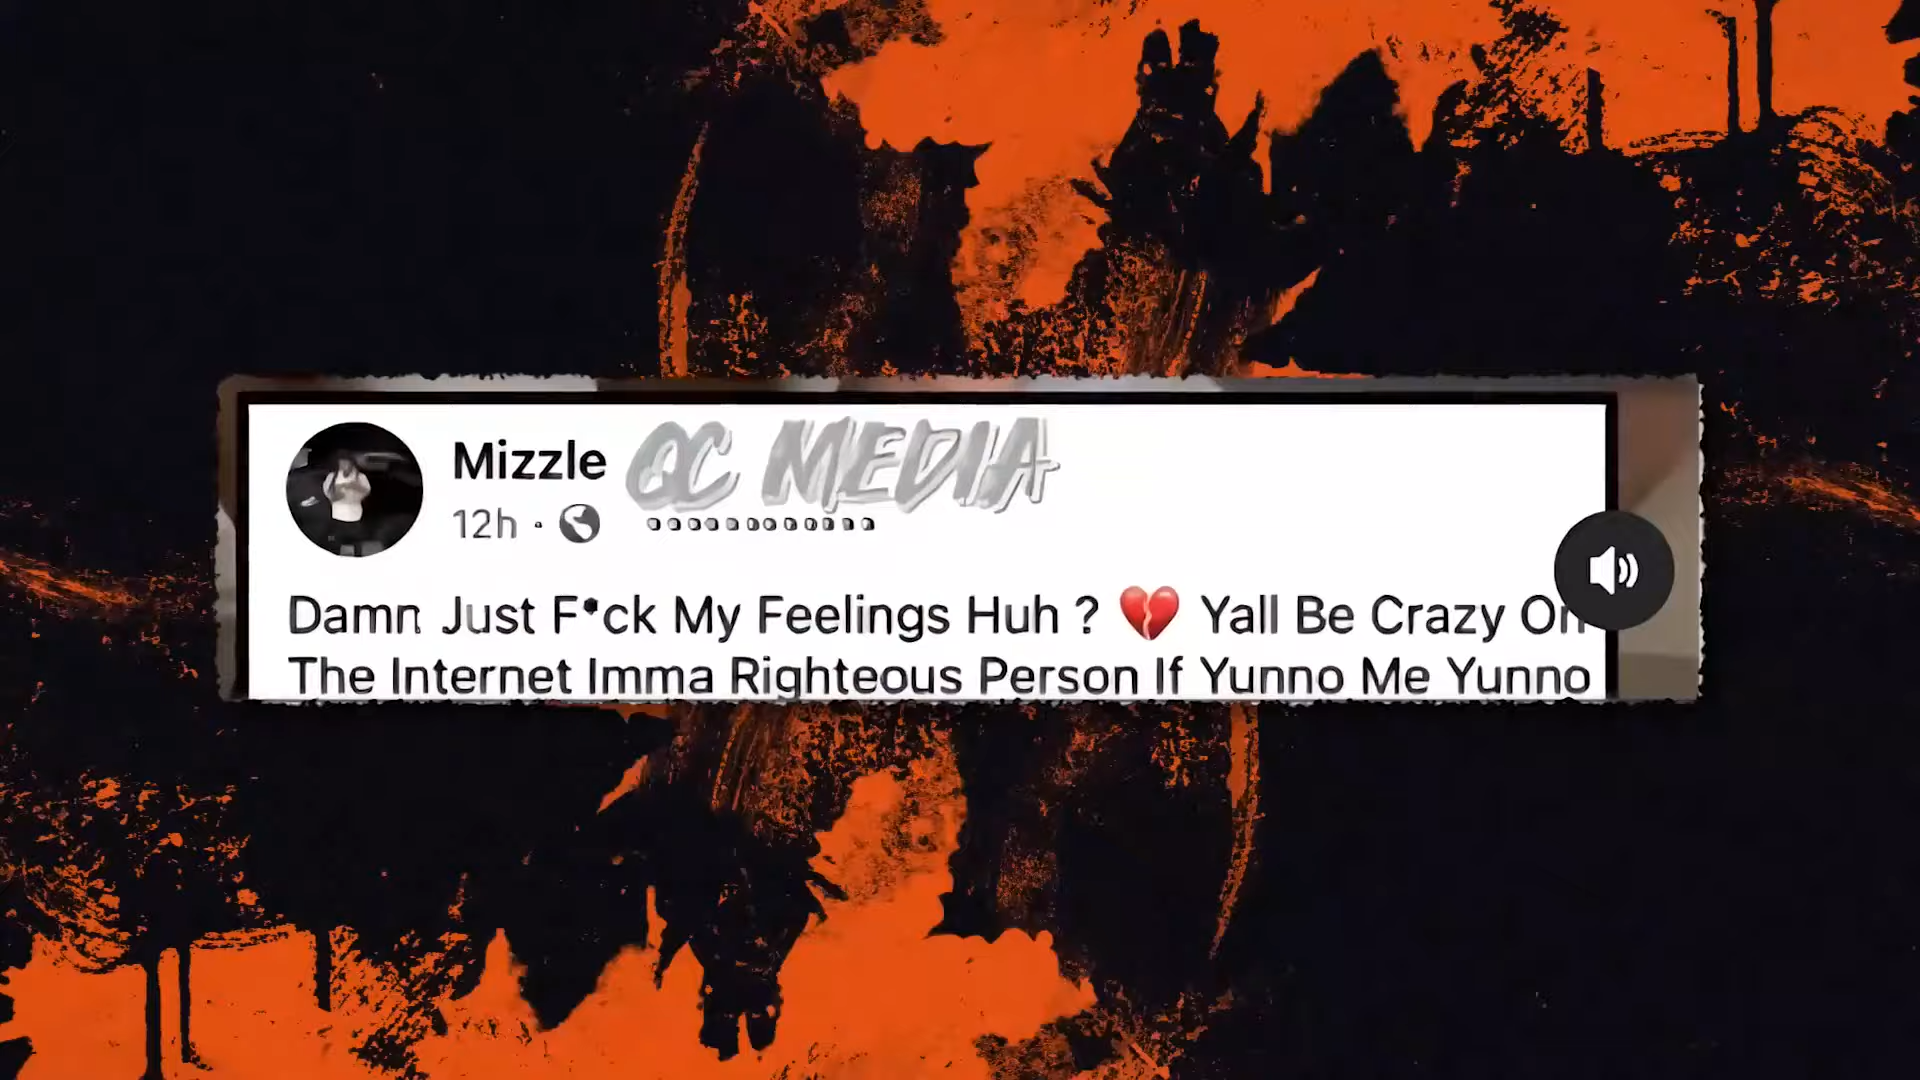 Mizzle
QC MEDIA
12h ·
Damn Just F*ck My Feelings Huh ? 💔 Yall Be Crazy On
The Internet Imma Righteous Person If Yunno Me Yunno